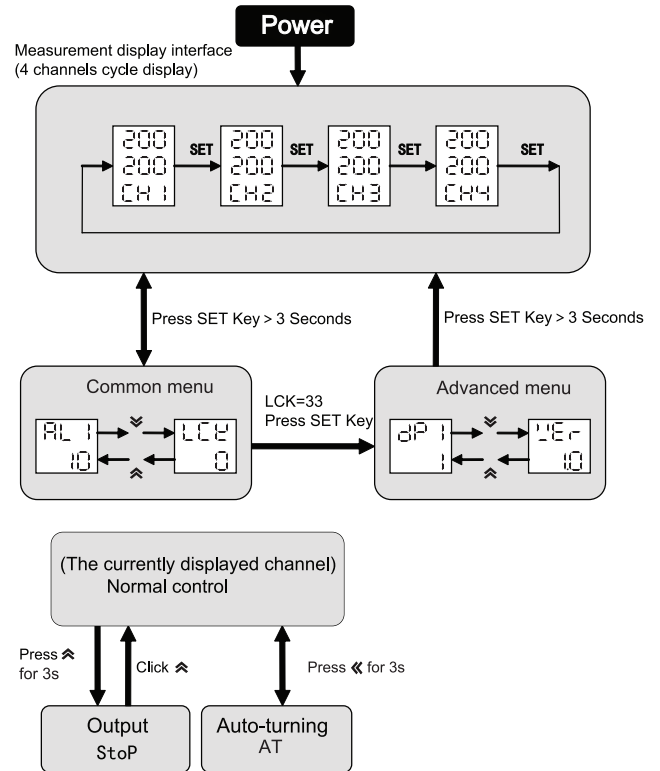 Power
Measurement display interface
(4 channels cycle display)
200 200 200 200
SET SET SET SET
200 200 200 200
CH1 CH2 CH3 CH4
Press SET Key > 3 Seconds
Press SET Key > 3 Seconds
Common menu
AL1 LCK
10 0
LCK=33
Press SET Key
Advanced menu
dP1 VEr
1 1.0
(The currently displayed channel)
Normal control
Press
for 3s
Click
Press for 3s
Output
StoP
Auto-turning
AT